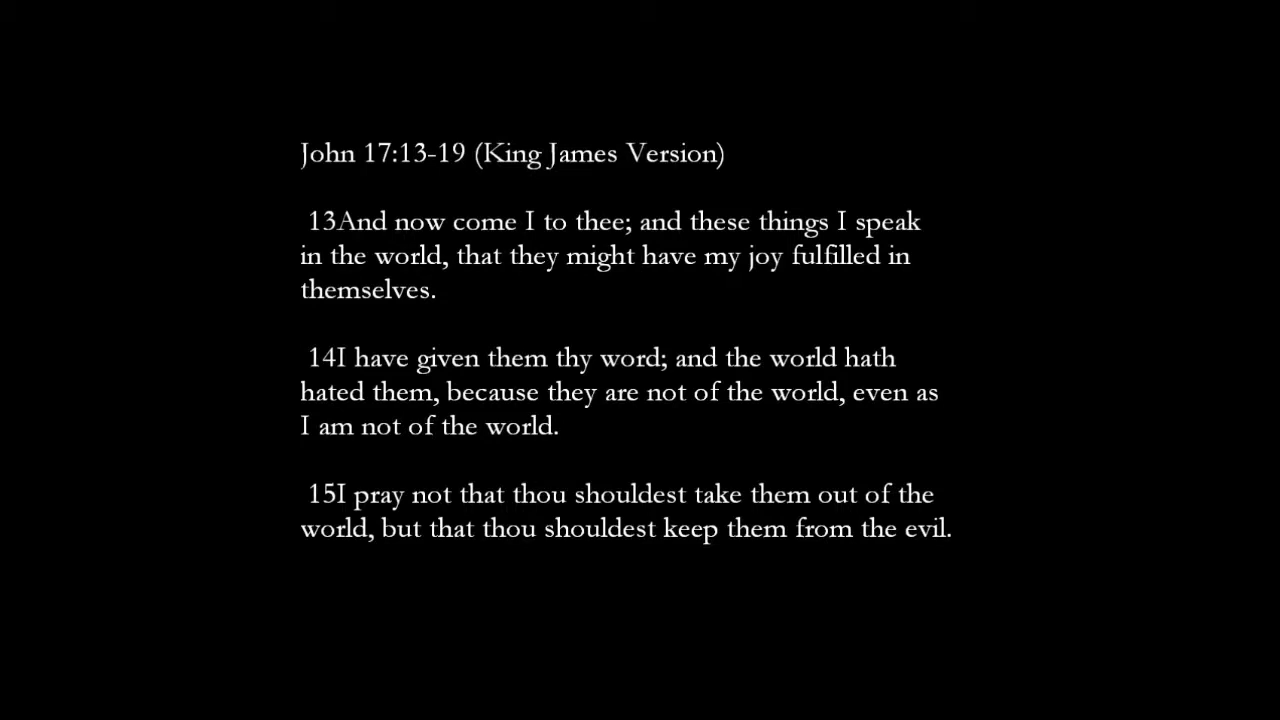 John 17:13-19 (King James Version)
13And now come I to thee; and these things I speak
in the world, that they might have my joy fulfilled in
themselves.
14I have given them thy word; and the world hath
hated them, because they are not of the world, even as
I am not of the world.
15I pray not that thou shouldest take them out of the
world, but that thou shouldest keep them from the evil.